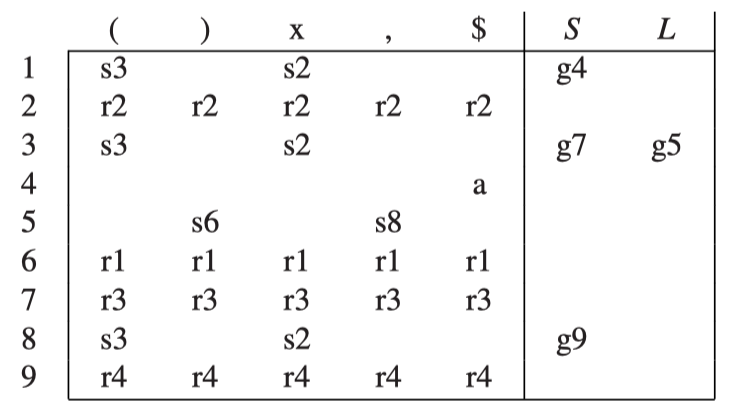 ( ) x , $ S L
1 s3 s2 g4
2 r2 r2 r2 r2 r2
3 s3 s2 g7 g5
4 a
5 s6 s8
6 r1 r1 r1 r1 r1
7 r3 r3 r3 r3 r3
8 s3 s2 g9
9 r4 r4 r4 r4 r4